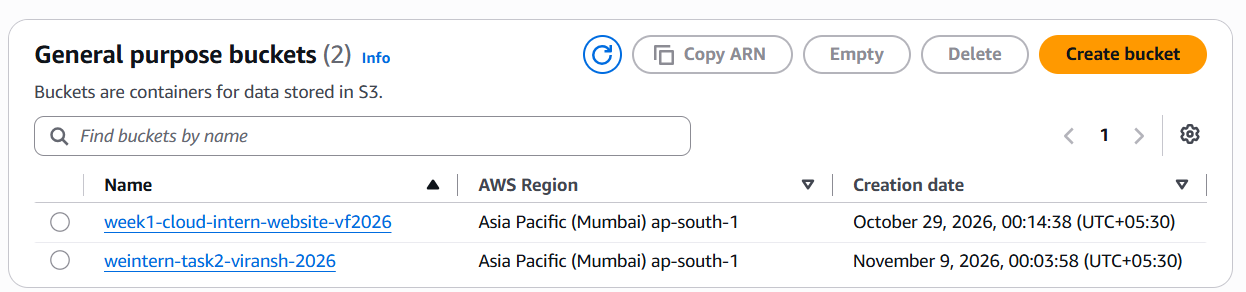 General purpose buckets (2) Info
Copy ARN
Empty
Delete
Create bucket
Buckets are containers for data stored in S3.
Find buckets by name
1
Name AWS Region Creation date
week1-cloud-intern-website-vf2026 Asia Pacific (Mumbai) ap-south-1 October 29, 2026, 00:14:38 (UTC+05:30)
weintern-task2-viransh-2026 Asia Pacific (Mumbai) ap-south-1 November 9, 2026, 00:03:58 (UTC+05:30)